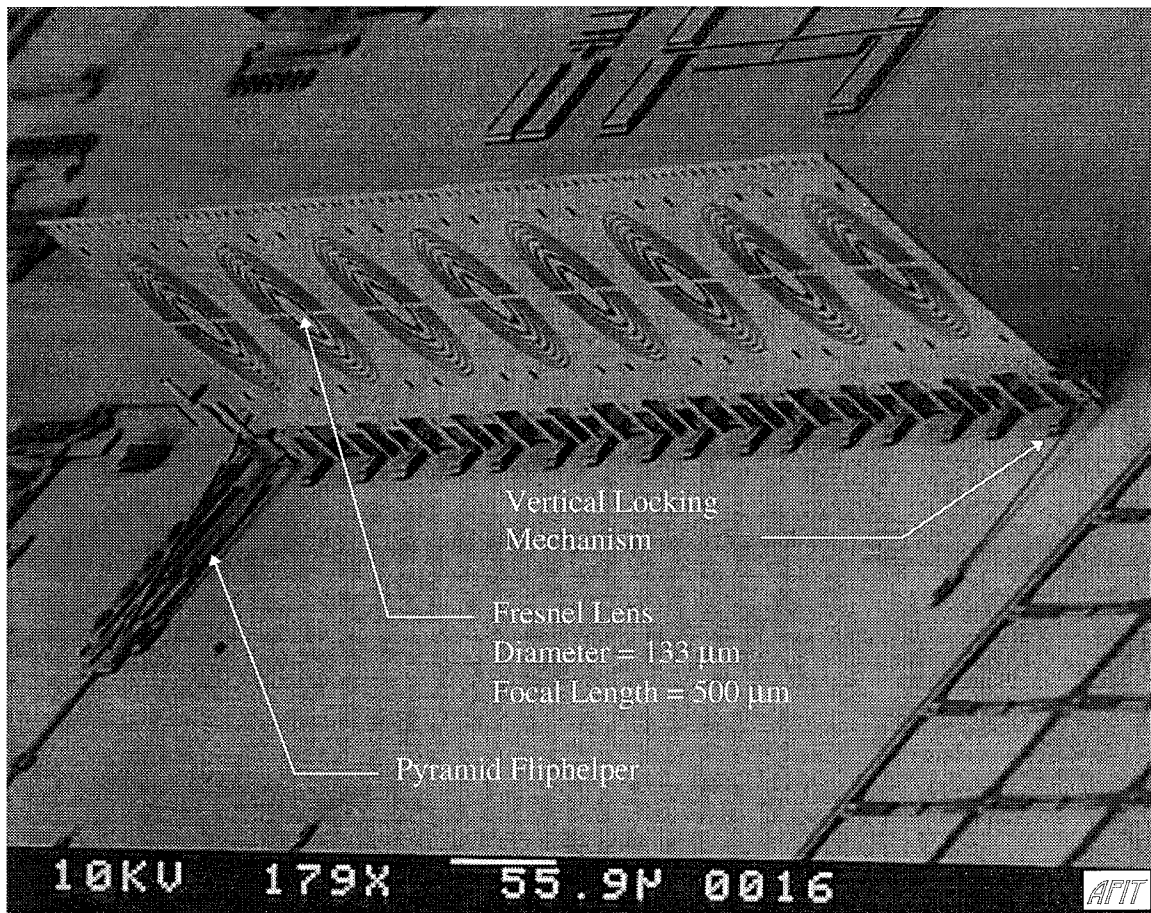 Vertical Locking
Mechanism
Fresnel Lens
Diameter = 133 μm
Focal Length = 500 μm
Pyramid Fliphelper
10KV 179X 55.9μ 0016
AFIT